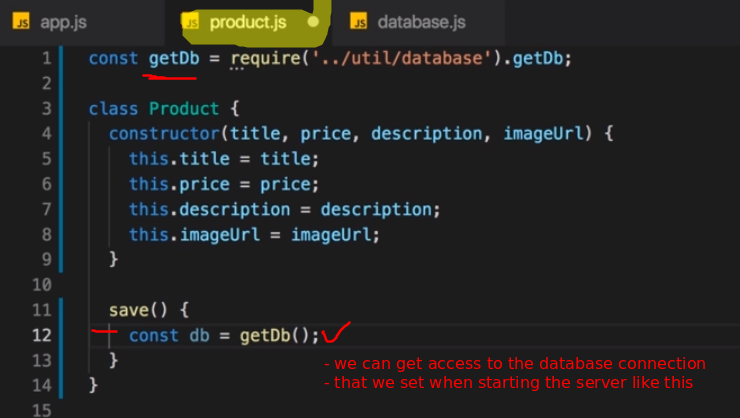 JS app.js JS product.js JS database.js
1 const getDb = require('../util/database').getDb;
2
3 class Product {
4 constructor(title, price, description, imageUrl) {
5 this.title = title;
6 this.price = price;
7 this.description = description;
8 this.imageUrl = imageUrl;
9 }
10
11 save() {
12 const db = getDb();
13 }
- we can get access to the database connection
14 }
- that we set when starting the server like this
15